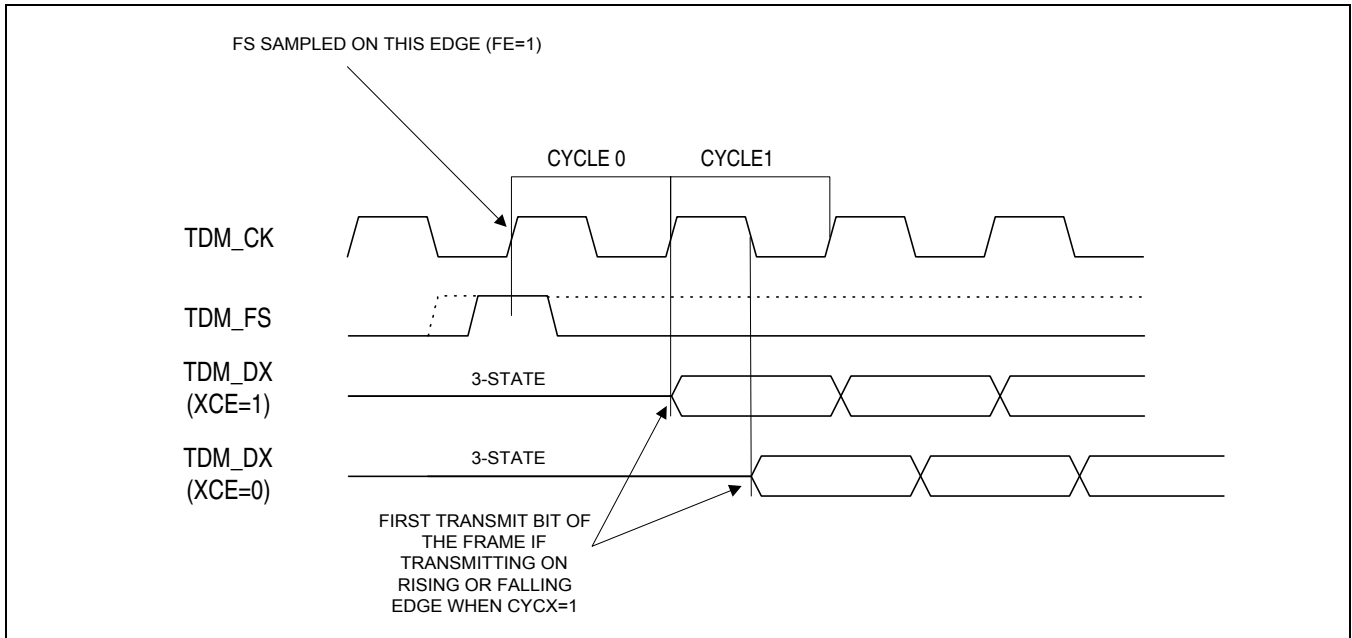 FS SAMPLED ON THIS EDGE (FE=1)
CYCLE 0
CYCLE1
TDM_CK
TDM_FS
TDM_DX
(XCE=1)
3-STATE
TDM_DX
(XCE=0)
3-STATE
FIRST TRANSMIT BIT OF
THE FRAME IF
TRANSMITTING ON
RISING OR FALLING
EDGE WHEN CYCX=1